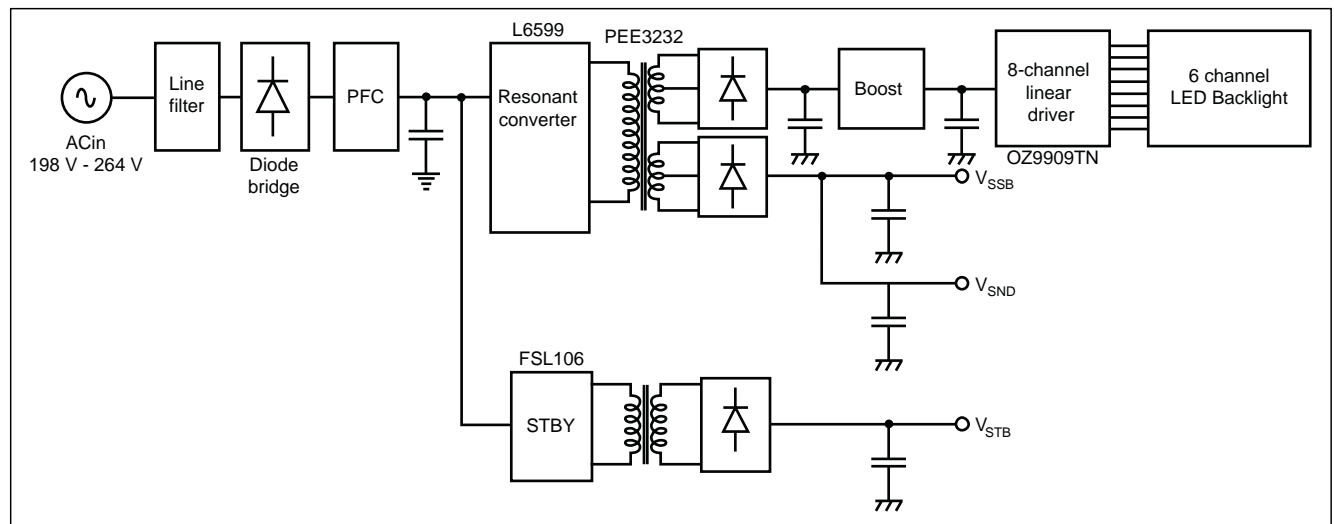 L6599
PEE3232
Line
filter
PFC
Resonant
converter
Boost
8-channel
linear
driver
6 channel
LED Backlight
ACin
198 V - 264 V
Diode
bridge
OZ9909TN
VSSB
VSND
FSL106
STBY
VSTB